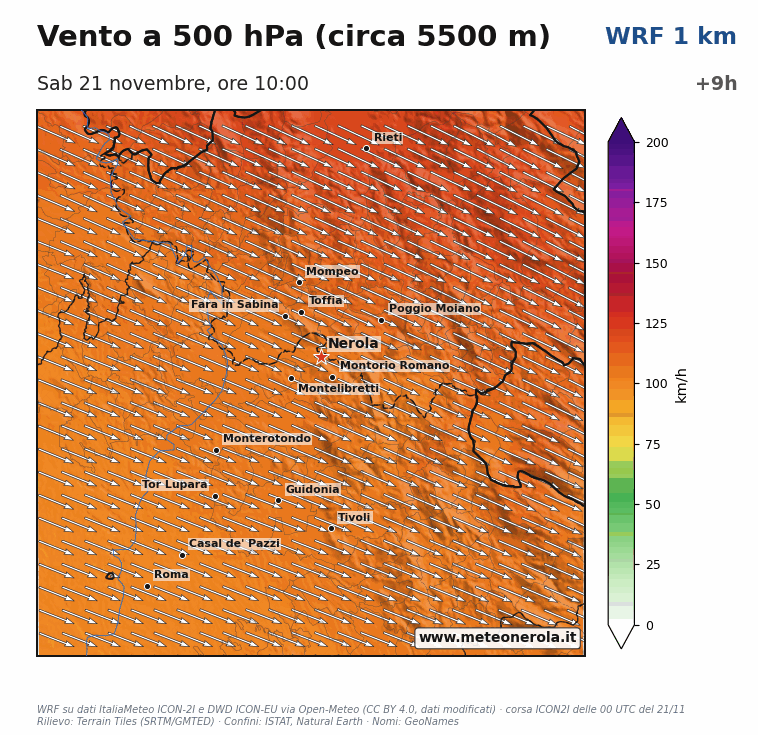 Vento a 500 hPa (circa 5500 m)
WRF 1 km
Sab 21 novembre, ore 10:00
+9h
Rieti
Mompeo
Toffia
Fara in Sabina
Poggio Moiano
Nerola
Montorio Romano
Montelibretti
Monterotondo
Tor Lupara
Guidonia
Tivoli
Casal de' Pazzi
Roma
www.meteonerola.it
200
175
150
125
100
75
50
25
0
km/h
WRF su dati ItaliaMeteo ICON-2I e DWD ICON-EU via Open-Meteo (CC BY 4.0, dati modificati) · corsa ICON2I delle 00 UTC del 21/11
Rilievo: Terrain Tiles (SRTM/GMTED) · Confini: ISTAT, Natural Earth · Nomi: GeoNames